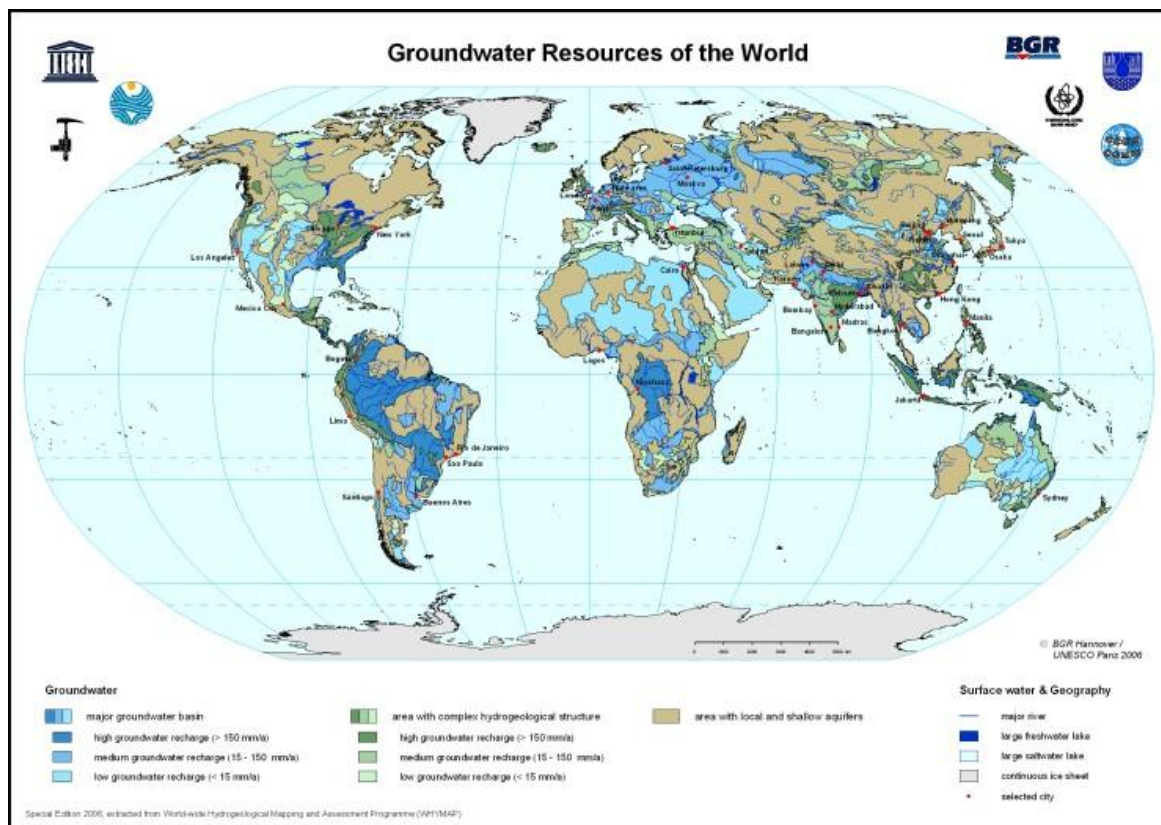 Groundwater Resources of the World
BGR
New York
Los Angeles
Mexico City
Bogota
Lima
Rio de Janeiro
Sao Paulo
Santiago
Buenos Aires
Saint Petersburg
Moskva
Istanbul
Cairo
Lagos
Bombay
Hyderabad
Bangalore
Madras
Bangkok
Seoul
Tokyo
Osaka
Shanghai
Hong Kong
Manila
Jakarta
Sydney
© BGR Hannover /
UNESCO Paris 2006
Groundwater
major groundwater basin
high groundwater recharge (> 150 mm/a)
medium groundwater recharge (15 - 150 mm/a)
low groundwater recharge (< 15 mm/a)
area with complex hydrogeological structure
high groundwater recharge (> 150 mm/a)
medium groundwater recharge (15 - 150 mm/a)
low groundwater recharge (< 15 mm/a)
area with local and shallow aquifers
Surface water & Geography
major river
large freshwater lake
large saltwater lake
continuous ice sheet
selected city
Special Edition 2006, extracted from World-wide Hydrogeological Mapping and Assessment Programme (WHYMAP)